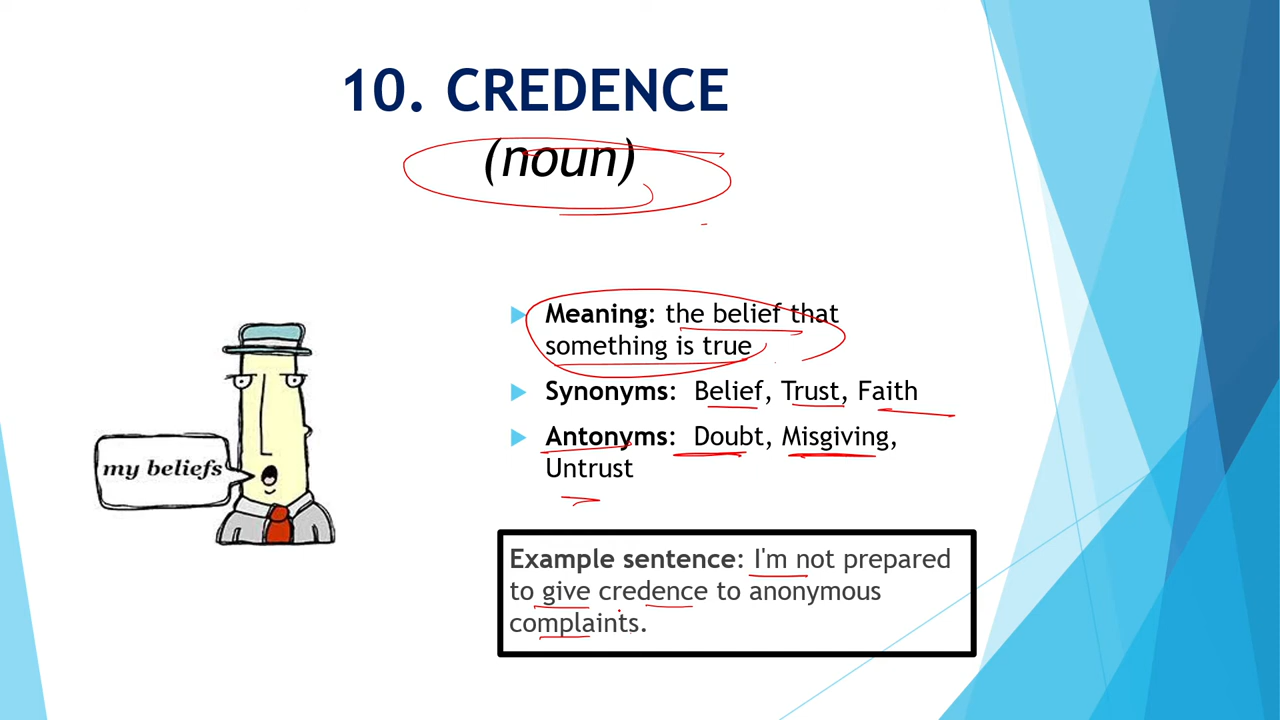 10. CREDENCE
(noun)
Meaning: the belief that
something is true
Synonyms: Belief, Trust, Faith
Antonyms: Doubt, Misgiving,
Untrust
my beliefs
Example sentence: I'm not prepared
to give credence to anonymous
complaints.